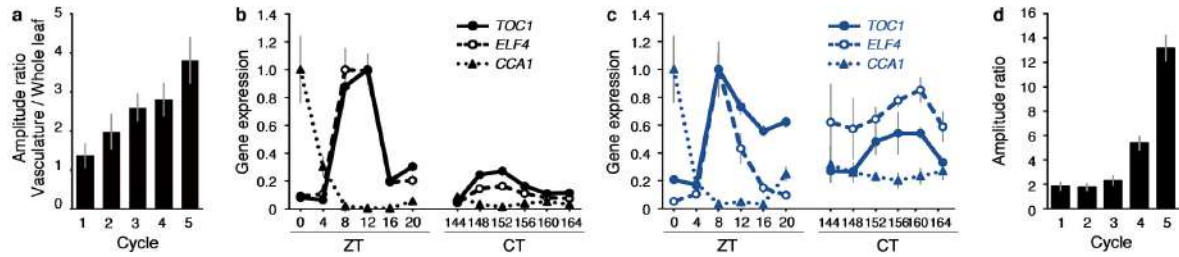 a
Amplitude ratio
Vasculature / Whole leaf
5
4
3
2
1
0
1 2 3 4 5
Cycle
b
Gene expression
1.4
1.2
1.0
0.8
0.6
0.4
0.2
0
TOC1
ELF4
CCA1
0 4 8 12 16 20
ZT
144 148 152 156 160 164
CT
c
Gene expression
1.4
1.2
1.0
0.8
0.6
0.4
0.2
0
TOC1
ELF4
CCA1
0 4 8 12 16 20
ZT
144 148 152 156 160 164
CT
d
Amplitude ratio
16
14
12
10
8
6
4
2
0
1 2 3 4 5
Cycle